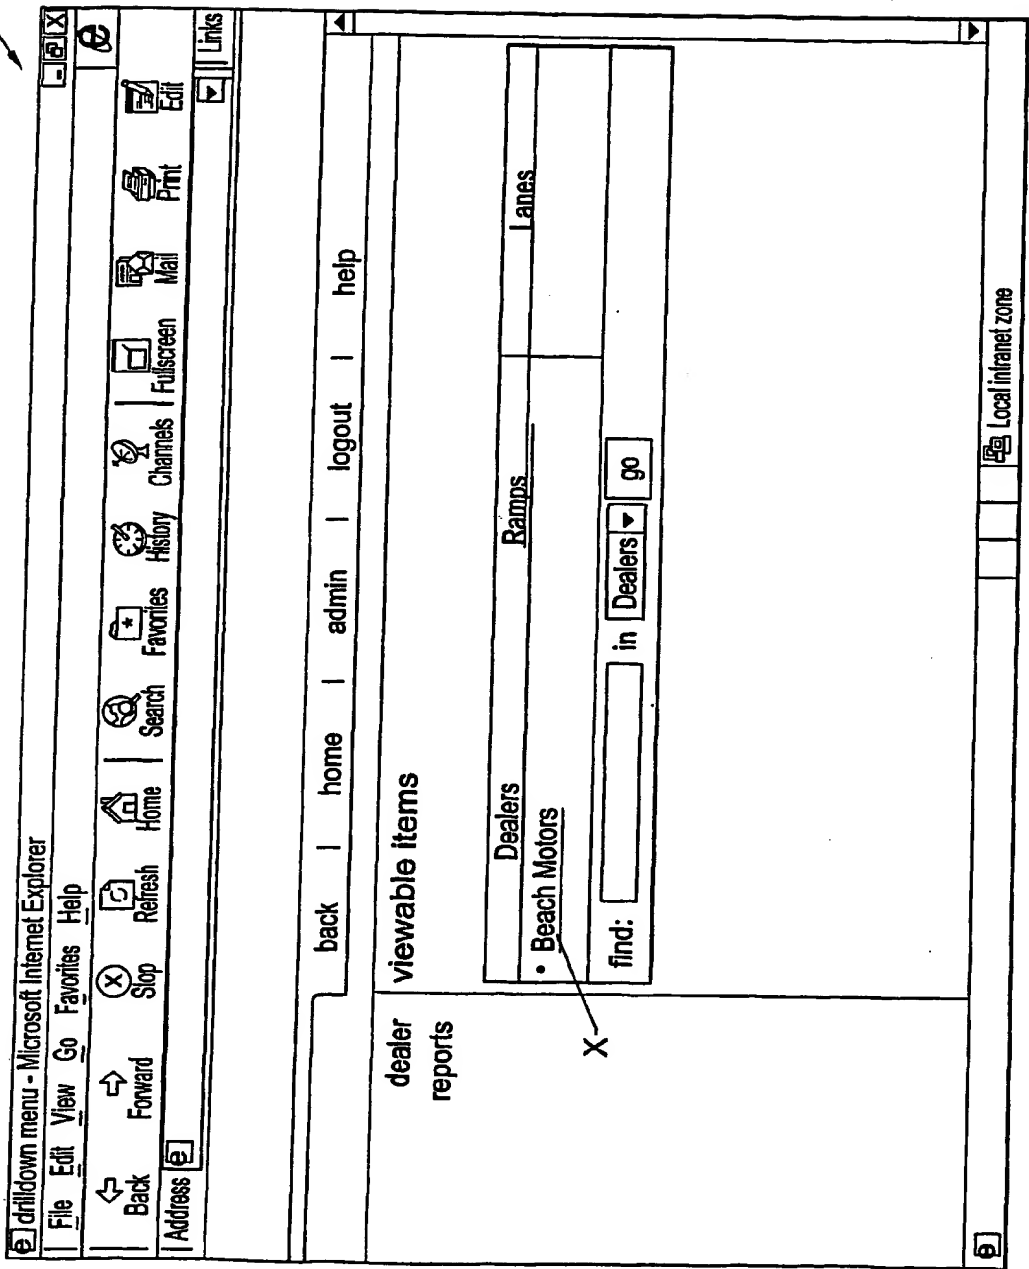 drilldown menu - Microsoft Internet Explorer
File Edit View Go Favorites Help
Back Forward Stop Refresh Home Search Favorites History Channels Fullscreen Mail Print Edit
Address Links
back | home | admin | logout | help
dealer
reports
viewable items
Dealers Ramps Lanes
• Beach Motors
X
find: in Dealers go
Local intranet zone